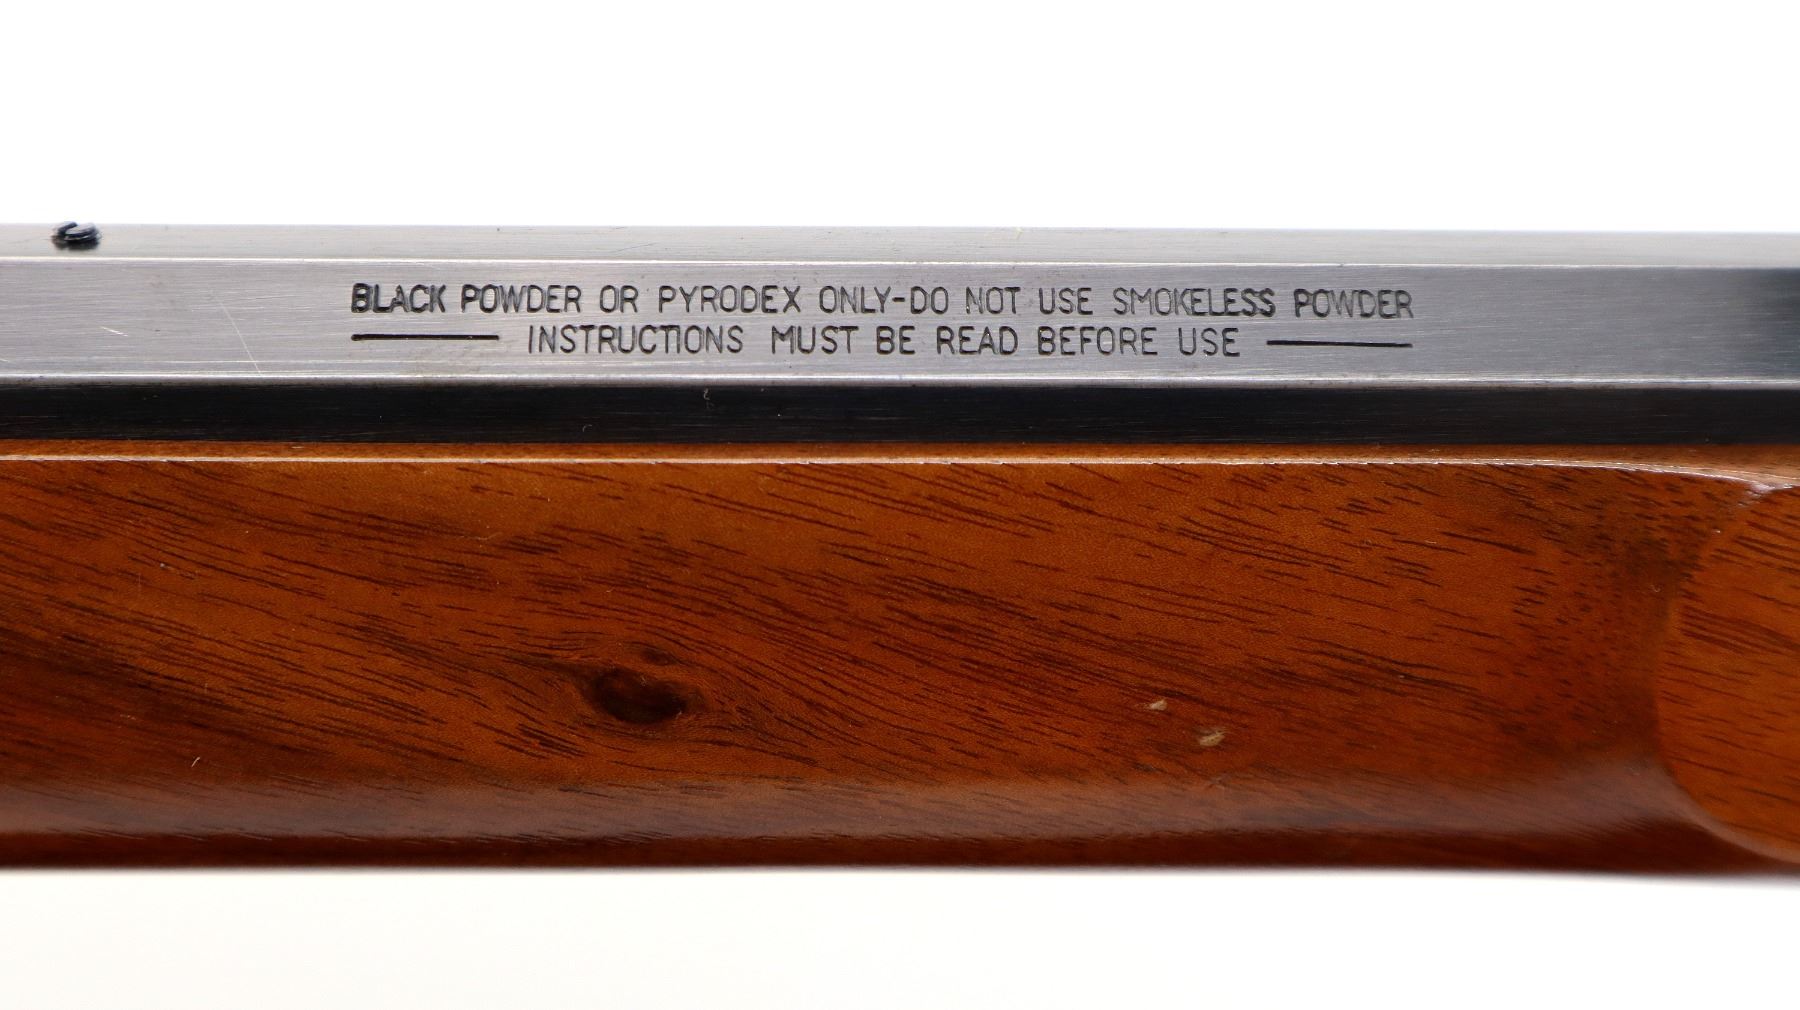 BLACK POWDER OR PYRODEX ONLY-DO NOT USE SMOKELESS POWDER
INSTRUCTIONS MUST BE READ BEFORE USE